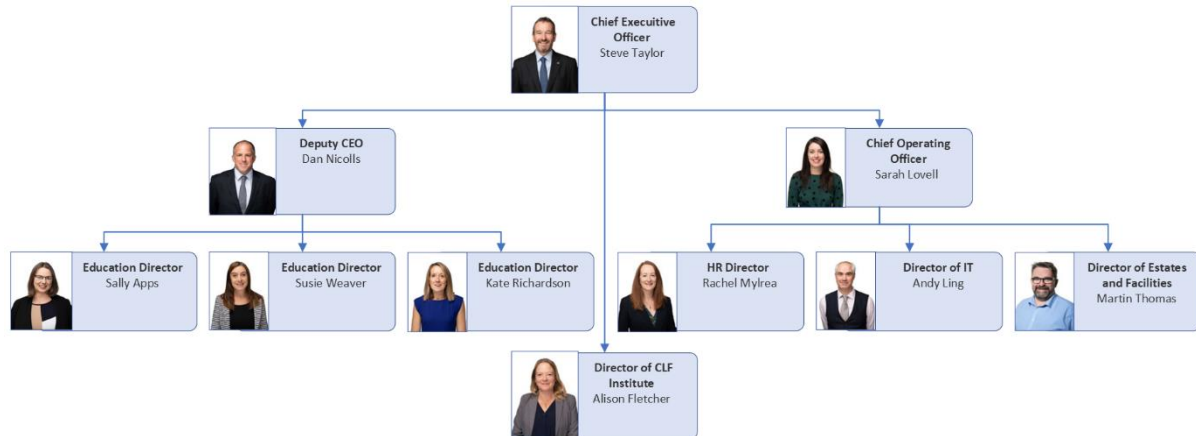 Chief Executive
Officer
Steve Taylor
Deputy CEO
Dan Nicolls
Chief Operating
Officer
Sarah Lovell
Education Director
Sally Apps
Education Director
Susie Weaver
Education Director
Kate Richardson
HR Director
Rachel Mylrea
Director of IT
Andy Ling
Director of Estates
and Facilities
Martin Thomas
Director of CLF
Institute
Alison Fletcher